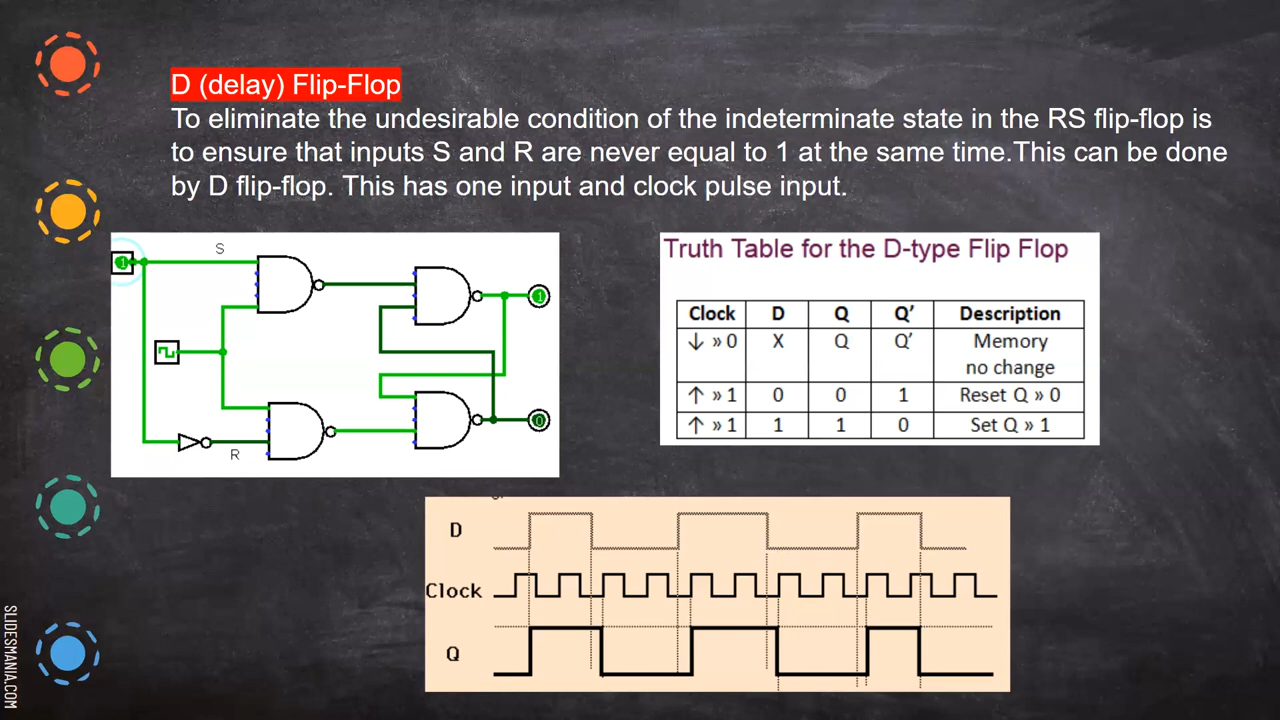 D (delay) Flip-Flop
To eliminate the undesirable condition of the indeterminate state in the RS flip-flop is
to ensure that inputs S and R are never equal to 1 at the same time.This can be done
by D flip-flop. This has one input and clock pulse input.
S
1
1
0
R
Truth Table for the D-type Flip Flop
Clock D Q Q’ Description
↓ » 0 X Q Q’ Memory
no change
↑ » 1 0 0 1 Reset Q » 0
↑ » 1 1 1 0 Set Q » 1
D
Clock
Q
SLIDESMANIA.COM